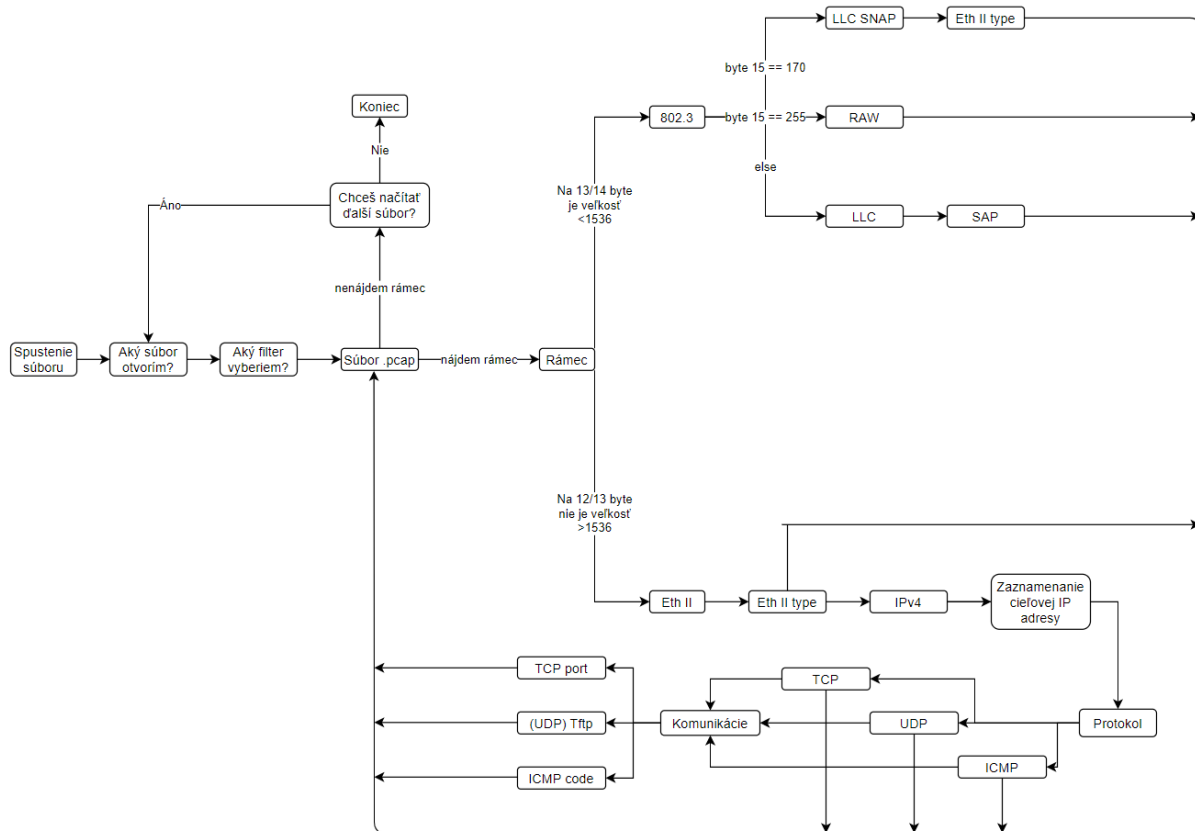 LLC SNAP
Eth II type
byte 15 == 170
Koniec
802.3
byte 15 == 255
RAW
Nie
else
Chceš načítať
ďalší súbor?
Áno
Na 13/14 byte
je veľkosť
<1536
LLC
SAP
nenájdem rámec
Spustenie
súboru
Aký súbor
otvorím?
Aký filter
vyberiem?
Súbor .pcap
nájdem rámec
Rámec
Na 12/13 byte
nie je veľkosť
>1536
Eth II
Eth II type
IPv4
Zaznamenanie
cieľovej IP
adresy
TCP port
TCP
(UDP) Tftp
Komunikácie
UDP
Protokol
ICMP code
ICMP